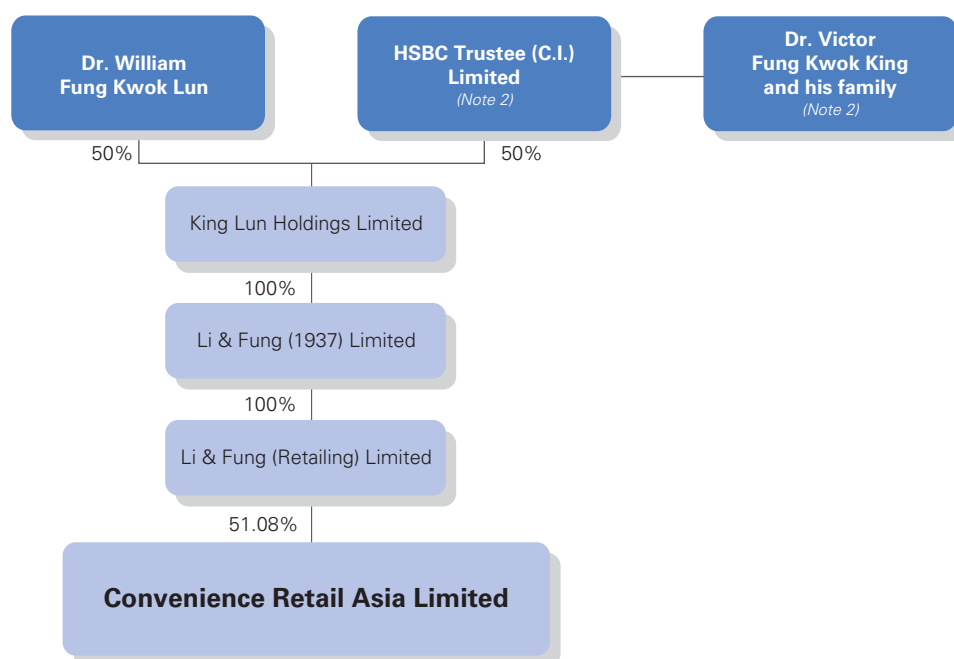 Dr. William
Fung Kwok Lun
HSBC Trustee (C.I.)
Limited
(Note 2)
Dr. Victor
Fung Kwok King
and his family
(Note 2)
50%
50%
King Lun Holdings Limited
100%
Li & Fung (1937) Limited
100%
Li & Fung (Retailing) Limited
51.08%
Convenience Retail Asia Limited